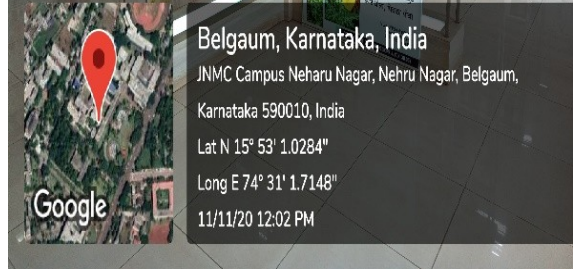 Belgaum, Karnataka, India
JNMC Campus Neharu Nagar, Nehru Nagar, Belgaum,
Karnataka 590010, India
Lat N 15° 53' 1.0284"
Long E 74° 31' 1.7148"
11/11/20 12:02 PM
Google